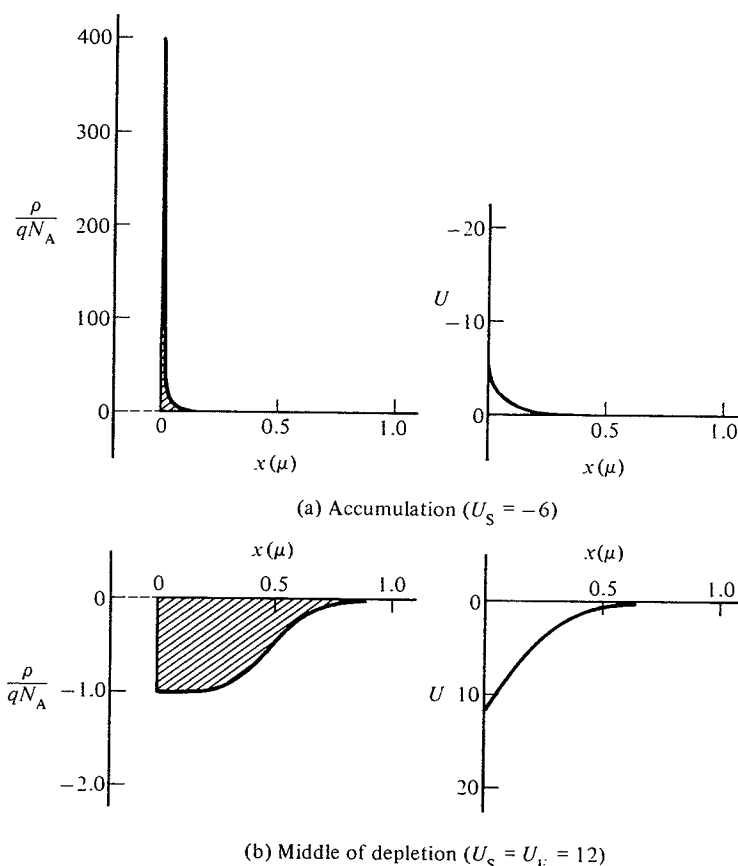 400
300
ρ
qN_A
200
100
0
0
0.5
1.0
x(μ)
−20
U
−10
0
0.5
1.0
x(μ)
(a) Accumulation (U_S = −6)
x(μ)
0
0.5
1.0
0
ρ
qN_A
−1.0
−2.0
x(μ)
0.5
1.0
0
U
10
20
(b) Middle of depletion (U_S = U_F = 12)